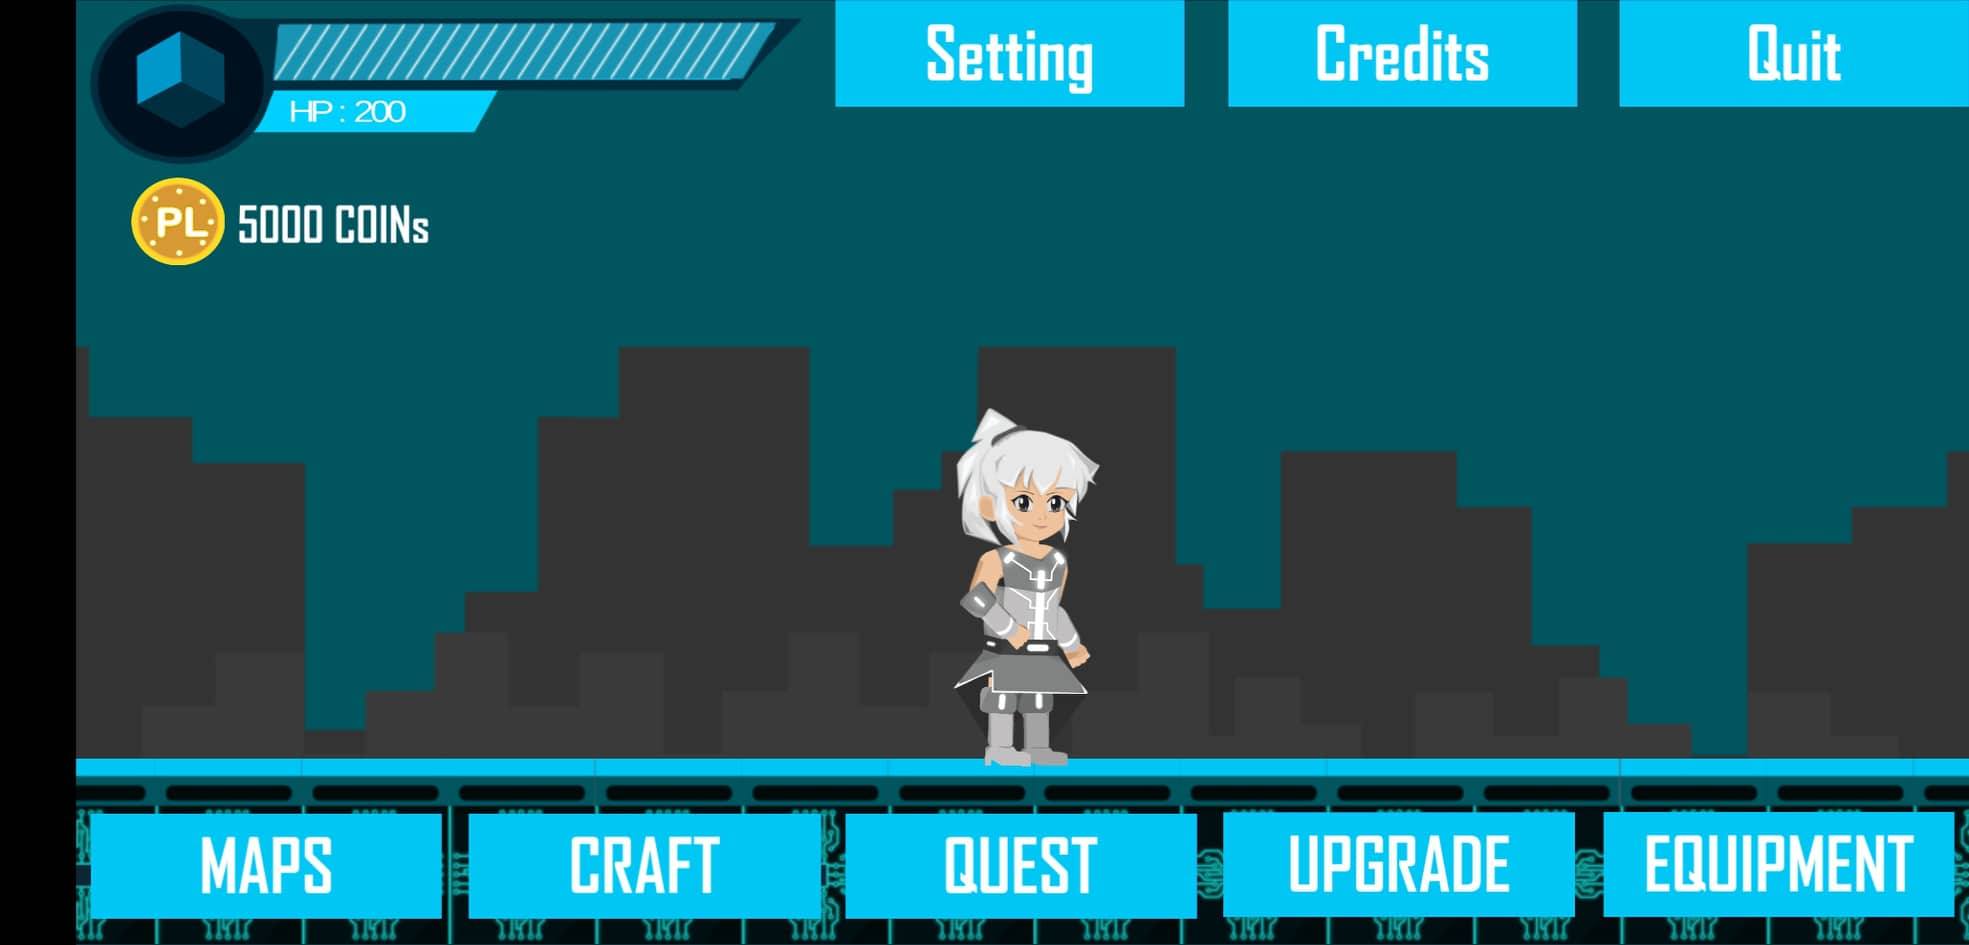 Setting
Credits
Quit
HP : 200
PL
5000 COINs
MAPS
CRAFT
QUEST
UPGRADE
EQUIPMENT